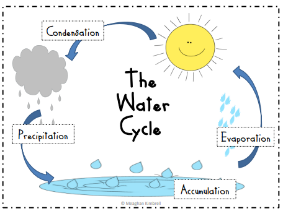 Condensation
The
Water
Cycle
Precipitation
Evaporation
Accumulation